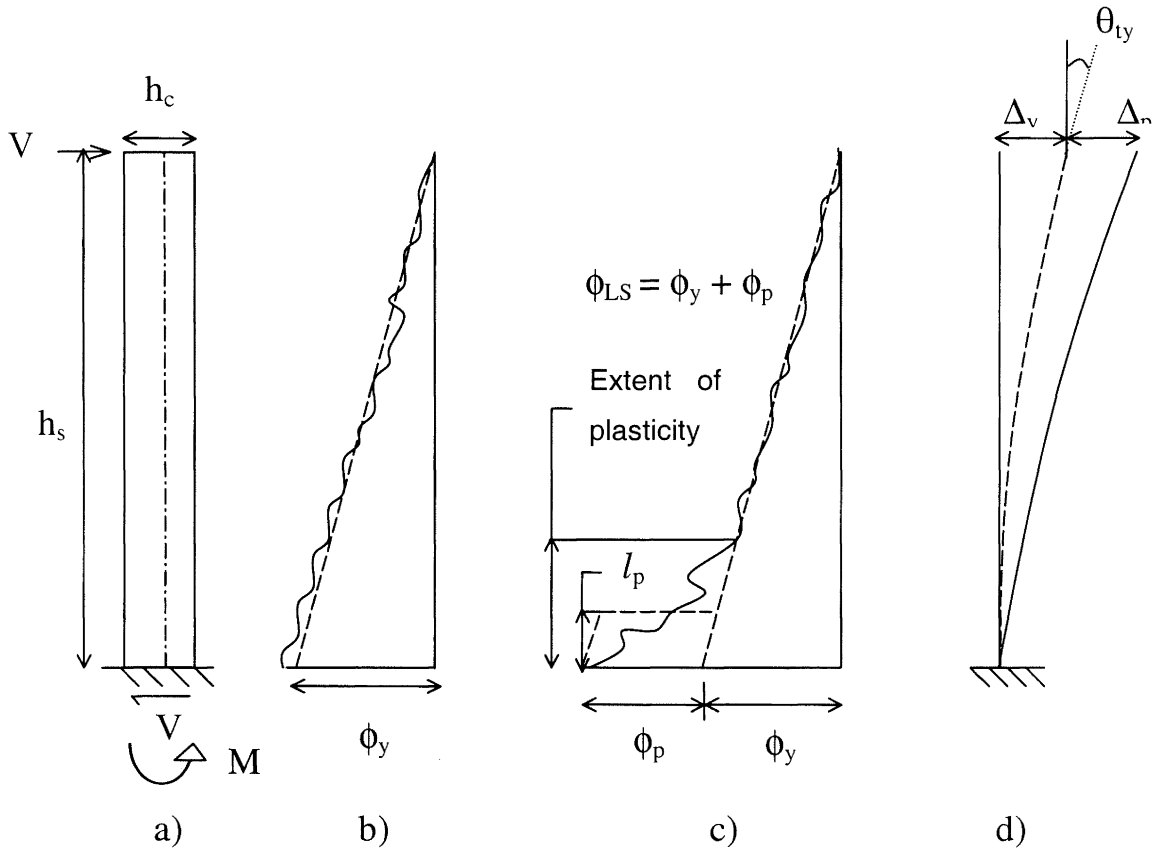 θty
hc
Δy
Δp
V
ϕLS = ϕy + ϕp
Extent of
plasticity
hs
lp
V
ϕy
ϕp
ϕy
M
a)
b)
c)
d)